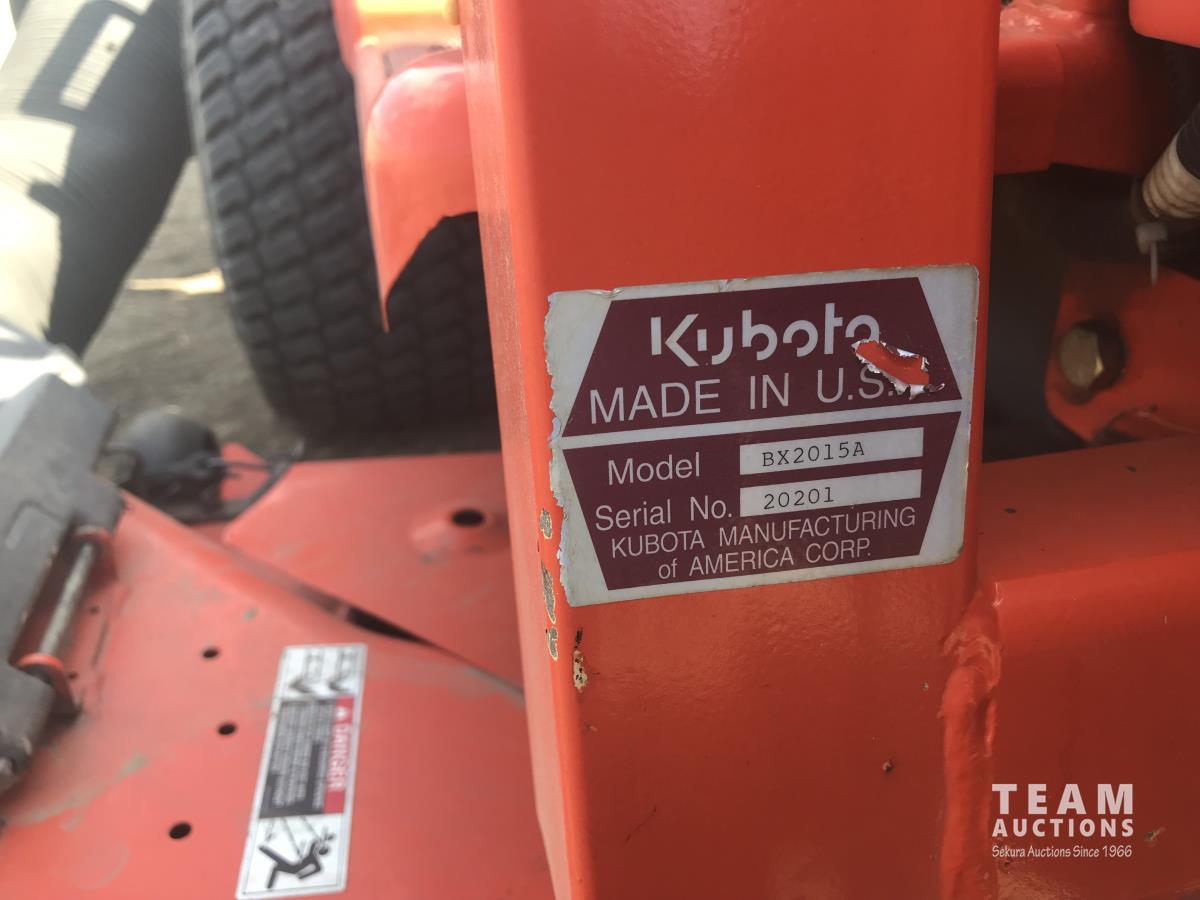 Kubota
MADE IN U.S.
Model BX2015A
Serial No. 20201
KUBOTA MANUFACTURING
of AMERICA CORP.
DANGER
TEAM
AUCTIONS
Sekura Auctions Since 1966